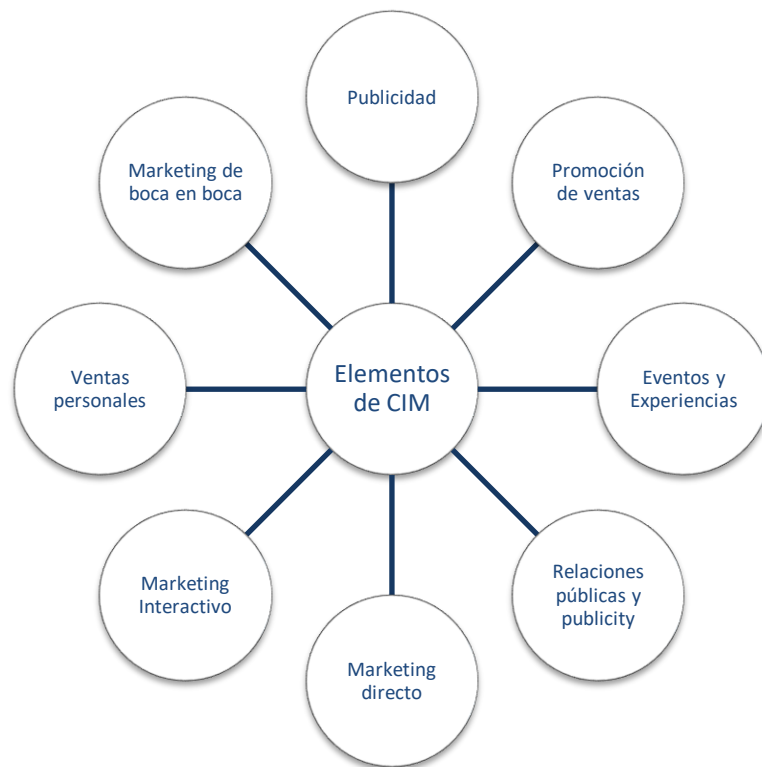 Publicidad
Promoción
de ventas
Eventos y
Experiencias
Relaciones
públicas y
publicity
Marketing
directo
Marketing
Interactivo
Ventas
personales
Marketing de
boca en boca
Elementos
de CIM